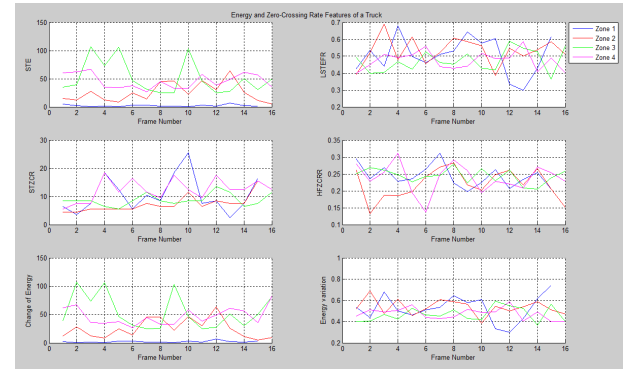 Energy and Zero-Crossing Rate Features of a Truck
Zone 1
Zone 2
Zone 3
Zone 4
STE
150
100
50
0
0 2 4 6 8 10 12 14 16
Frame Number
LSTEFR
0.7
0.6
0.5
0.4
0.3
0.2
0 2 4 6 8 10 12 14 16
Frame Number
STZCR
30
20
10
0
0 2 4 6 8 10 12 14 16
Frame Number
HFZCRR
0.35
0.3
0.25
0.2
0.15
0.1
0 2 4 6 8 10 12 14 16
Frame Number
Change of Energy
150
100
50
0
0 2 4 6 8 10 12 14 16
Frame Number
Energy variation
1
0.8
0.6
0.4
0.2
0 2 4 6 8 10 12 14 16
Frame Number